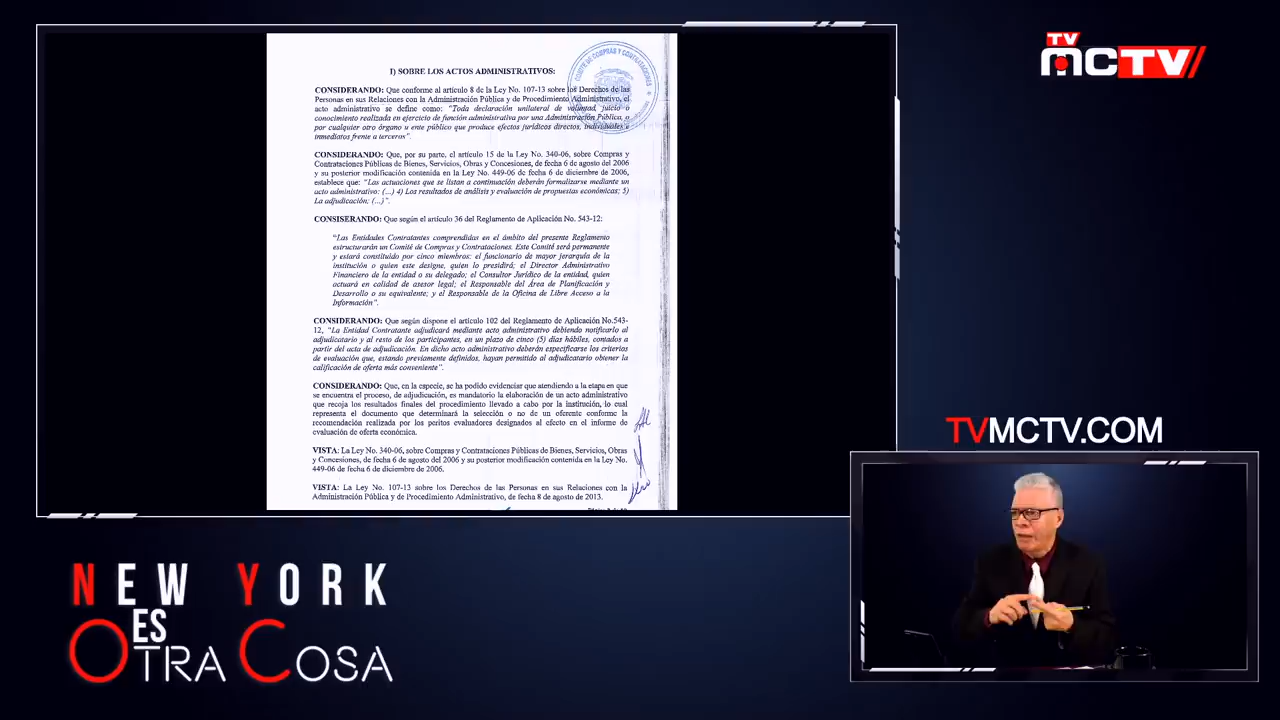 I) SOBRE LOS ACTOS ADMINISTRATIVOS:
COMITE DE COMPRAS Y CONTRATACIONES
CONSIDERANDO: Que conforme al artículo 8 de la Ley No. 107-13 sobre los Derechos de las
Personas en sus Relaciones con la Administración Pública y de Procedimiento Administrativo, el
acto administrativo se define como: "Toda declaración unilateral de voluntad, juicio o
conocimiento realizada en ejercicio de función administrativa por una Administración Pública, o
por cualquier otro órgano u ente público que produce efectos jurídicos directos, individuales e
inmediatos frente a terceros".
CONSIDERANDO: Que, por su parte, el artículo 15 de la Ley No. 340-06, sobre Compras y
Contrataciones Públicas de Bienes, Servicios, Obras y Concesiones, de fecha 6 de agosto del 2006
y su posterior modificación contenida en la Ley No. 449-06 de fecha 6 de diciembre de 2006,
establece que: "Las actuaciones que se listan a continuación deberán formalizarse mediante un
acto administrativo: (...) 4) Los resultados de análisis y evaluación de propuestas económicas; 5)
La adjudicación; (...)".
CONSISERANDO: Que según el artículo 36 del Reglamento de Aplicación No. 543-12:
"Las Entidades Contratantes comprendidas en el ámbito del presente Reglamento
estructurarán un Comité de Compras y Contrataciones. Este Comité será permanente
y estará constituido por cinco miembros: el funcionario de mayor jerarquía de la
institución o quien este designe, quien lo presidirá; el Director Administrativo
Financiero de la entidad o su delegado; el Consultor Jurídico de la entidad, quien
actuará en calidad de asesor legal; el Responsable del Área de Planificación y
Desarrollo o su equivalente; y el Responsable de la Oficina de Libre Acceso a la
Información".
CONSIDERANDO: Que según dispone el artículo 102 del Reglamento de Aplicación No.543-
12, "La Entidad Contratante adjudicará mediante acto administrativo debiendo notificarlo al
adjudicatario y al resto de los participantes, en un plazo de cinco (5) días hábiles, contados a
partir del acta de adjudicación. En dicho acto administrativo deberán especificarse los criterios
de evaluación que, estando previamente definidos, hayan permitido al adjudicatario obtener la
calificación de oferta más conveniente".
CONSIDERANDO: Que, en la especie, se ha podido evidenciar que atendiendo a la etapa en que
se encuentra el proceso, de adjudicación, es mandatorio la elaboración de un acto administrativo
que recoja los resultados finales del procedimiento llevado a cabo por la institución, lo cual
representa el documento que determinará la selección o no de un oferente conforme la
recomendación realizada por los peritos evaluadores designados al efecto en el informe de
evaluación de oferta económica.
VISTA: La Ley No. 340-06, sobre Compras y Contrataciones Públicas de Bienes, Servicios, Obras
y Concesiones, de fecha 6 de agosto del 2006 y su posterior modificación contenida en la Ley No.
449-06 de fecha 6 de diciembre de 2006.
VISTA: La Ley No. 107-13 sobre los Derechos de las Personas en sus Relaciones con la
Administración Pública y de Procedimiento Administrativo, de fecha 8 de agosto de 2013.
TV
MCTV
TVMCTV.COM
NEW YORK
ES
OTRA COSA